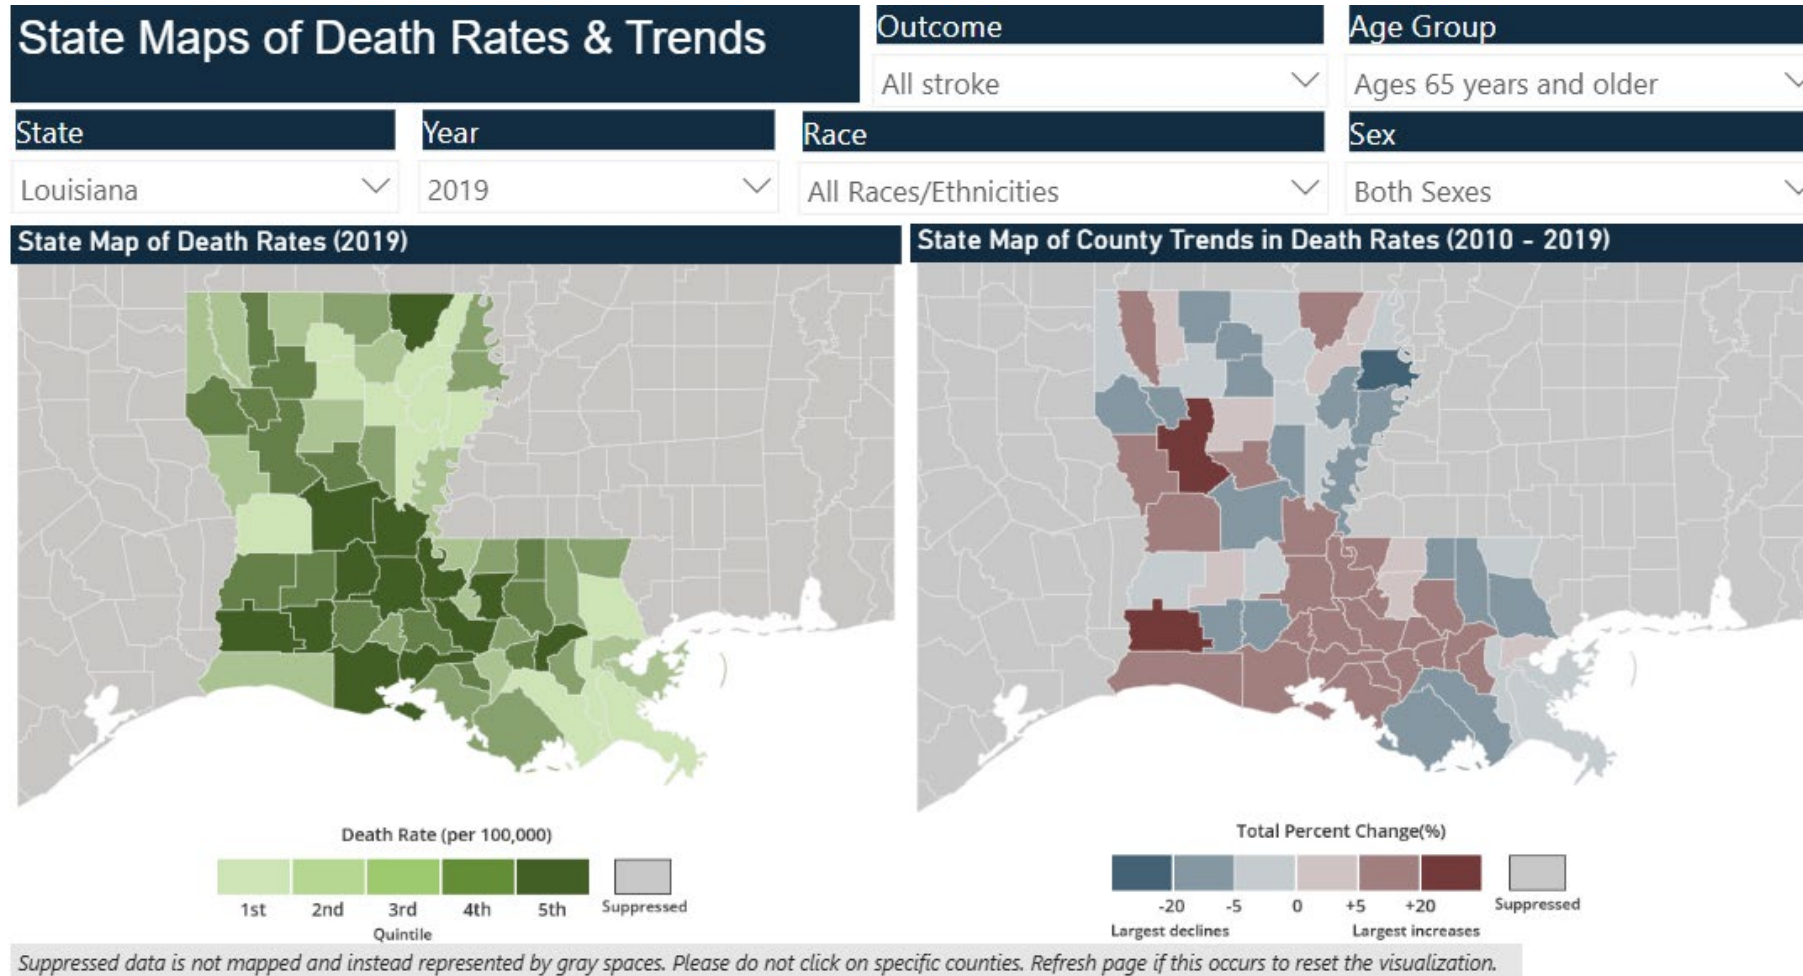 State Maps of Death Rates & Trends
Outcome
All stroke
Age Group
Ages 65 years and older
State
Louisiana
Year
2019
Race
All Races/Ethnicities
Sex
Both Sexes
State Map of Death Rates (2019)
State Map of County Trends in Death Rates (2010 - 2019)
Death Rate (per 100,000)
1st 2nd 3rd 4th 5th Suppressed
Quintile
Total Percent Change(%)
-20 -5 0 +5 +20 Suppressed
Largest declines Largest increases
Suppressed data is not mapped and instead represented by gray spaces. Please do not click on specific counties. Refresh page if this occurs to reset the visualization.